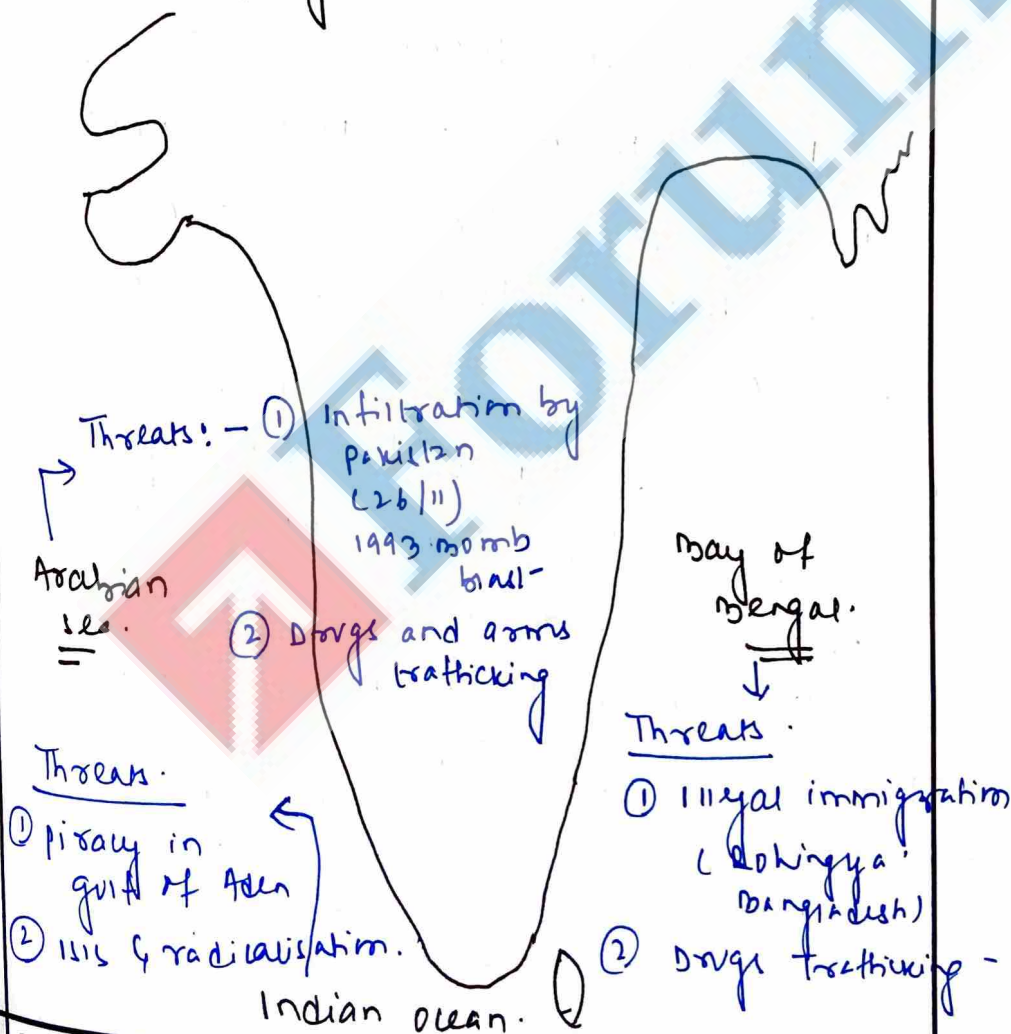 Forum
Threats: - ① Infiltration by
Pakistan
(26/11)
1993 Bomb
blast
② Drugs and arms
trafficking
Arabian
sea.
Threats.
① piracy in
gulf of Aden
② ISIS & radicalisation.
Bay of
Bengal.
Threats.
① Illegal immigration
(Rohingya
Bangladesh)
② Drugs trafficking -
Indian ocean.